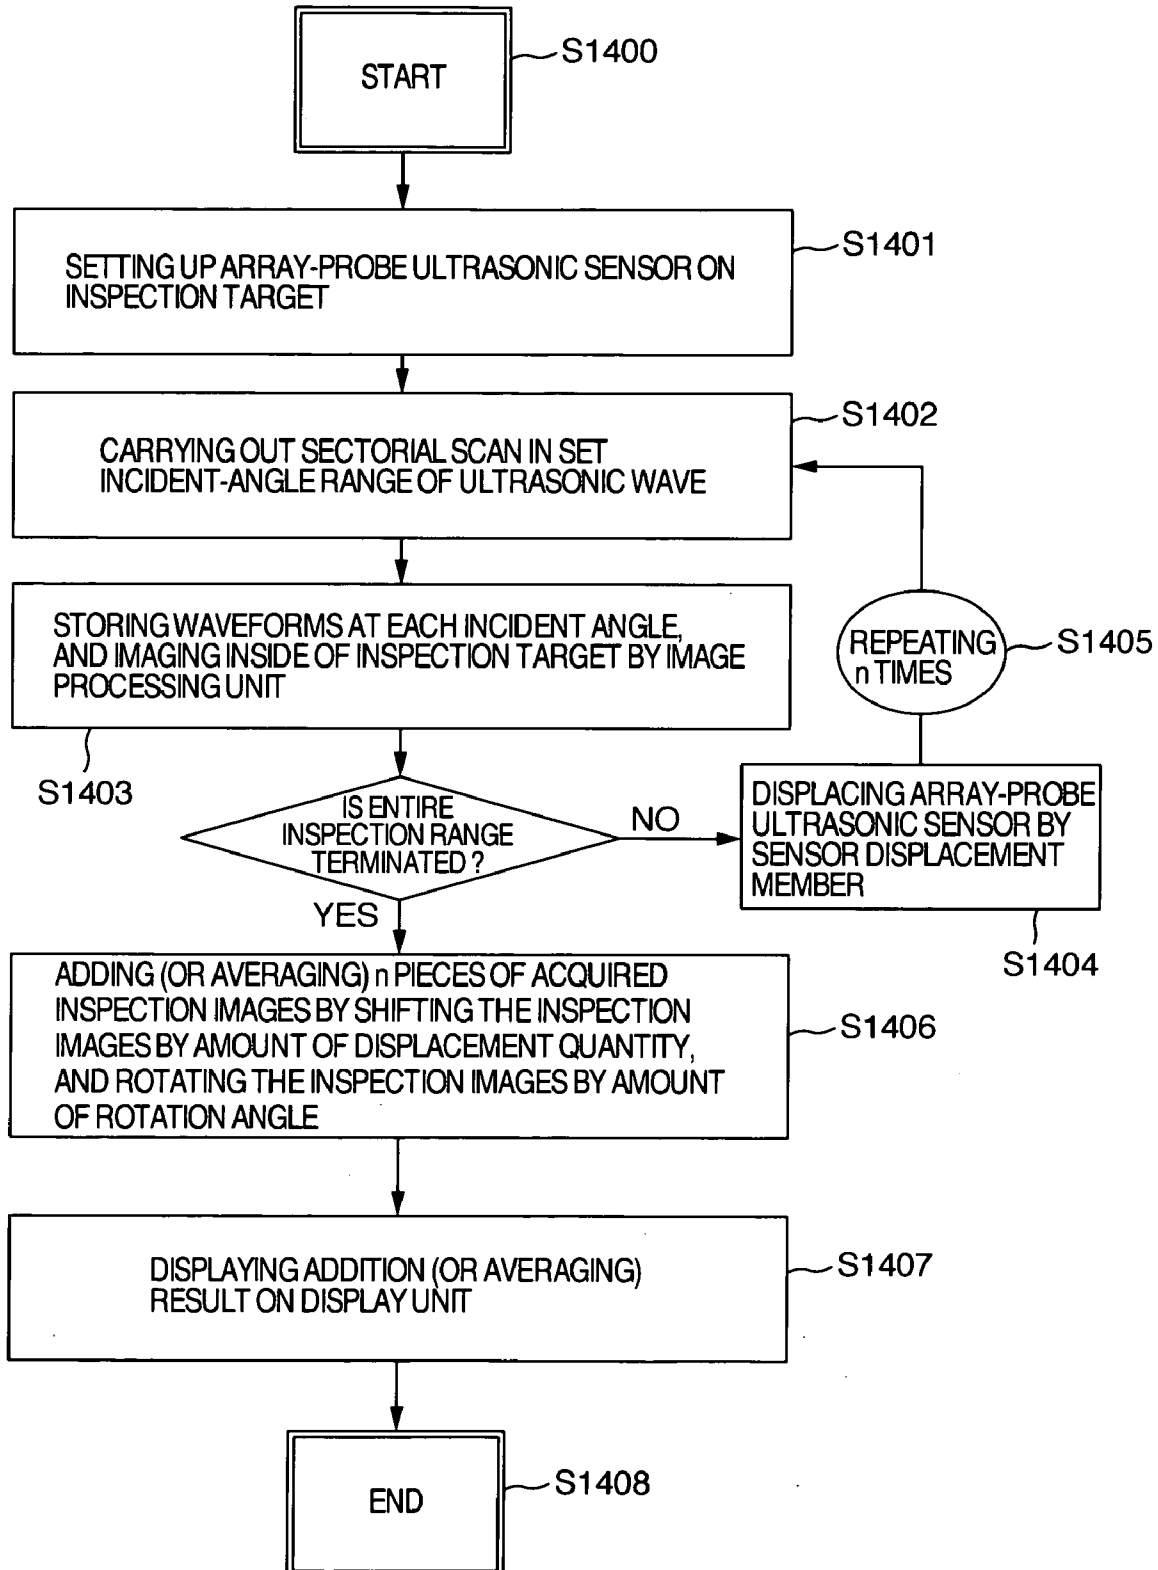 START
S1400
SETTING UP ARRAY-PROBE ULTRASONIC SENSOR ON
INSPECTION TARGET
S1401
CARRYING OUT SECTORIAL SCAN IN SET
INCIDENT-ANGLE RANGE OF ULTRASONIC WAVE
S1402
STORING WAVEFORMS AT EACH INCIDENT ANGLE,
AND IMAGING INSIDE OF INSPECTION TARGET BY IMAGE
PROCESSING UNIT
S1403
REPEATING
n TIMES
S1405
IS ENTIRE
INSPECTION RANGE
TERMINATED ?
NO
YES
DISPLACING ARRAY-PROBE
ULTRASONIC SENSOR BY
SENSOR DISPLACEMENT
MEMBER
S1404
ADDING (OR AVERAGING) n PIECES OF ACQUIRED
INSPECTION IMAGES BY SHIFTING THE INSPECTION
IMAGES BY AMOUNT OF DISPLACEMENT QUANTITY,
AND ROTATING THE INSPECTION IMAGES BY AMOUNT
OF ROTATION ANGLE
S1406
DISPLAYING ADDITION (OR AVERAGING)
RESULT ON DISPLAY UNIT
S1407
END
S1408